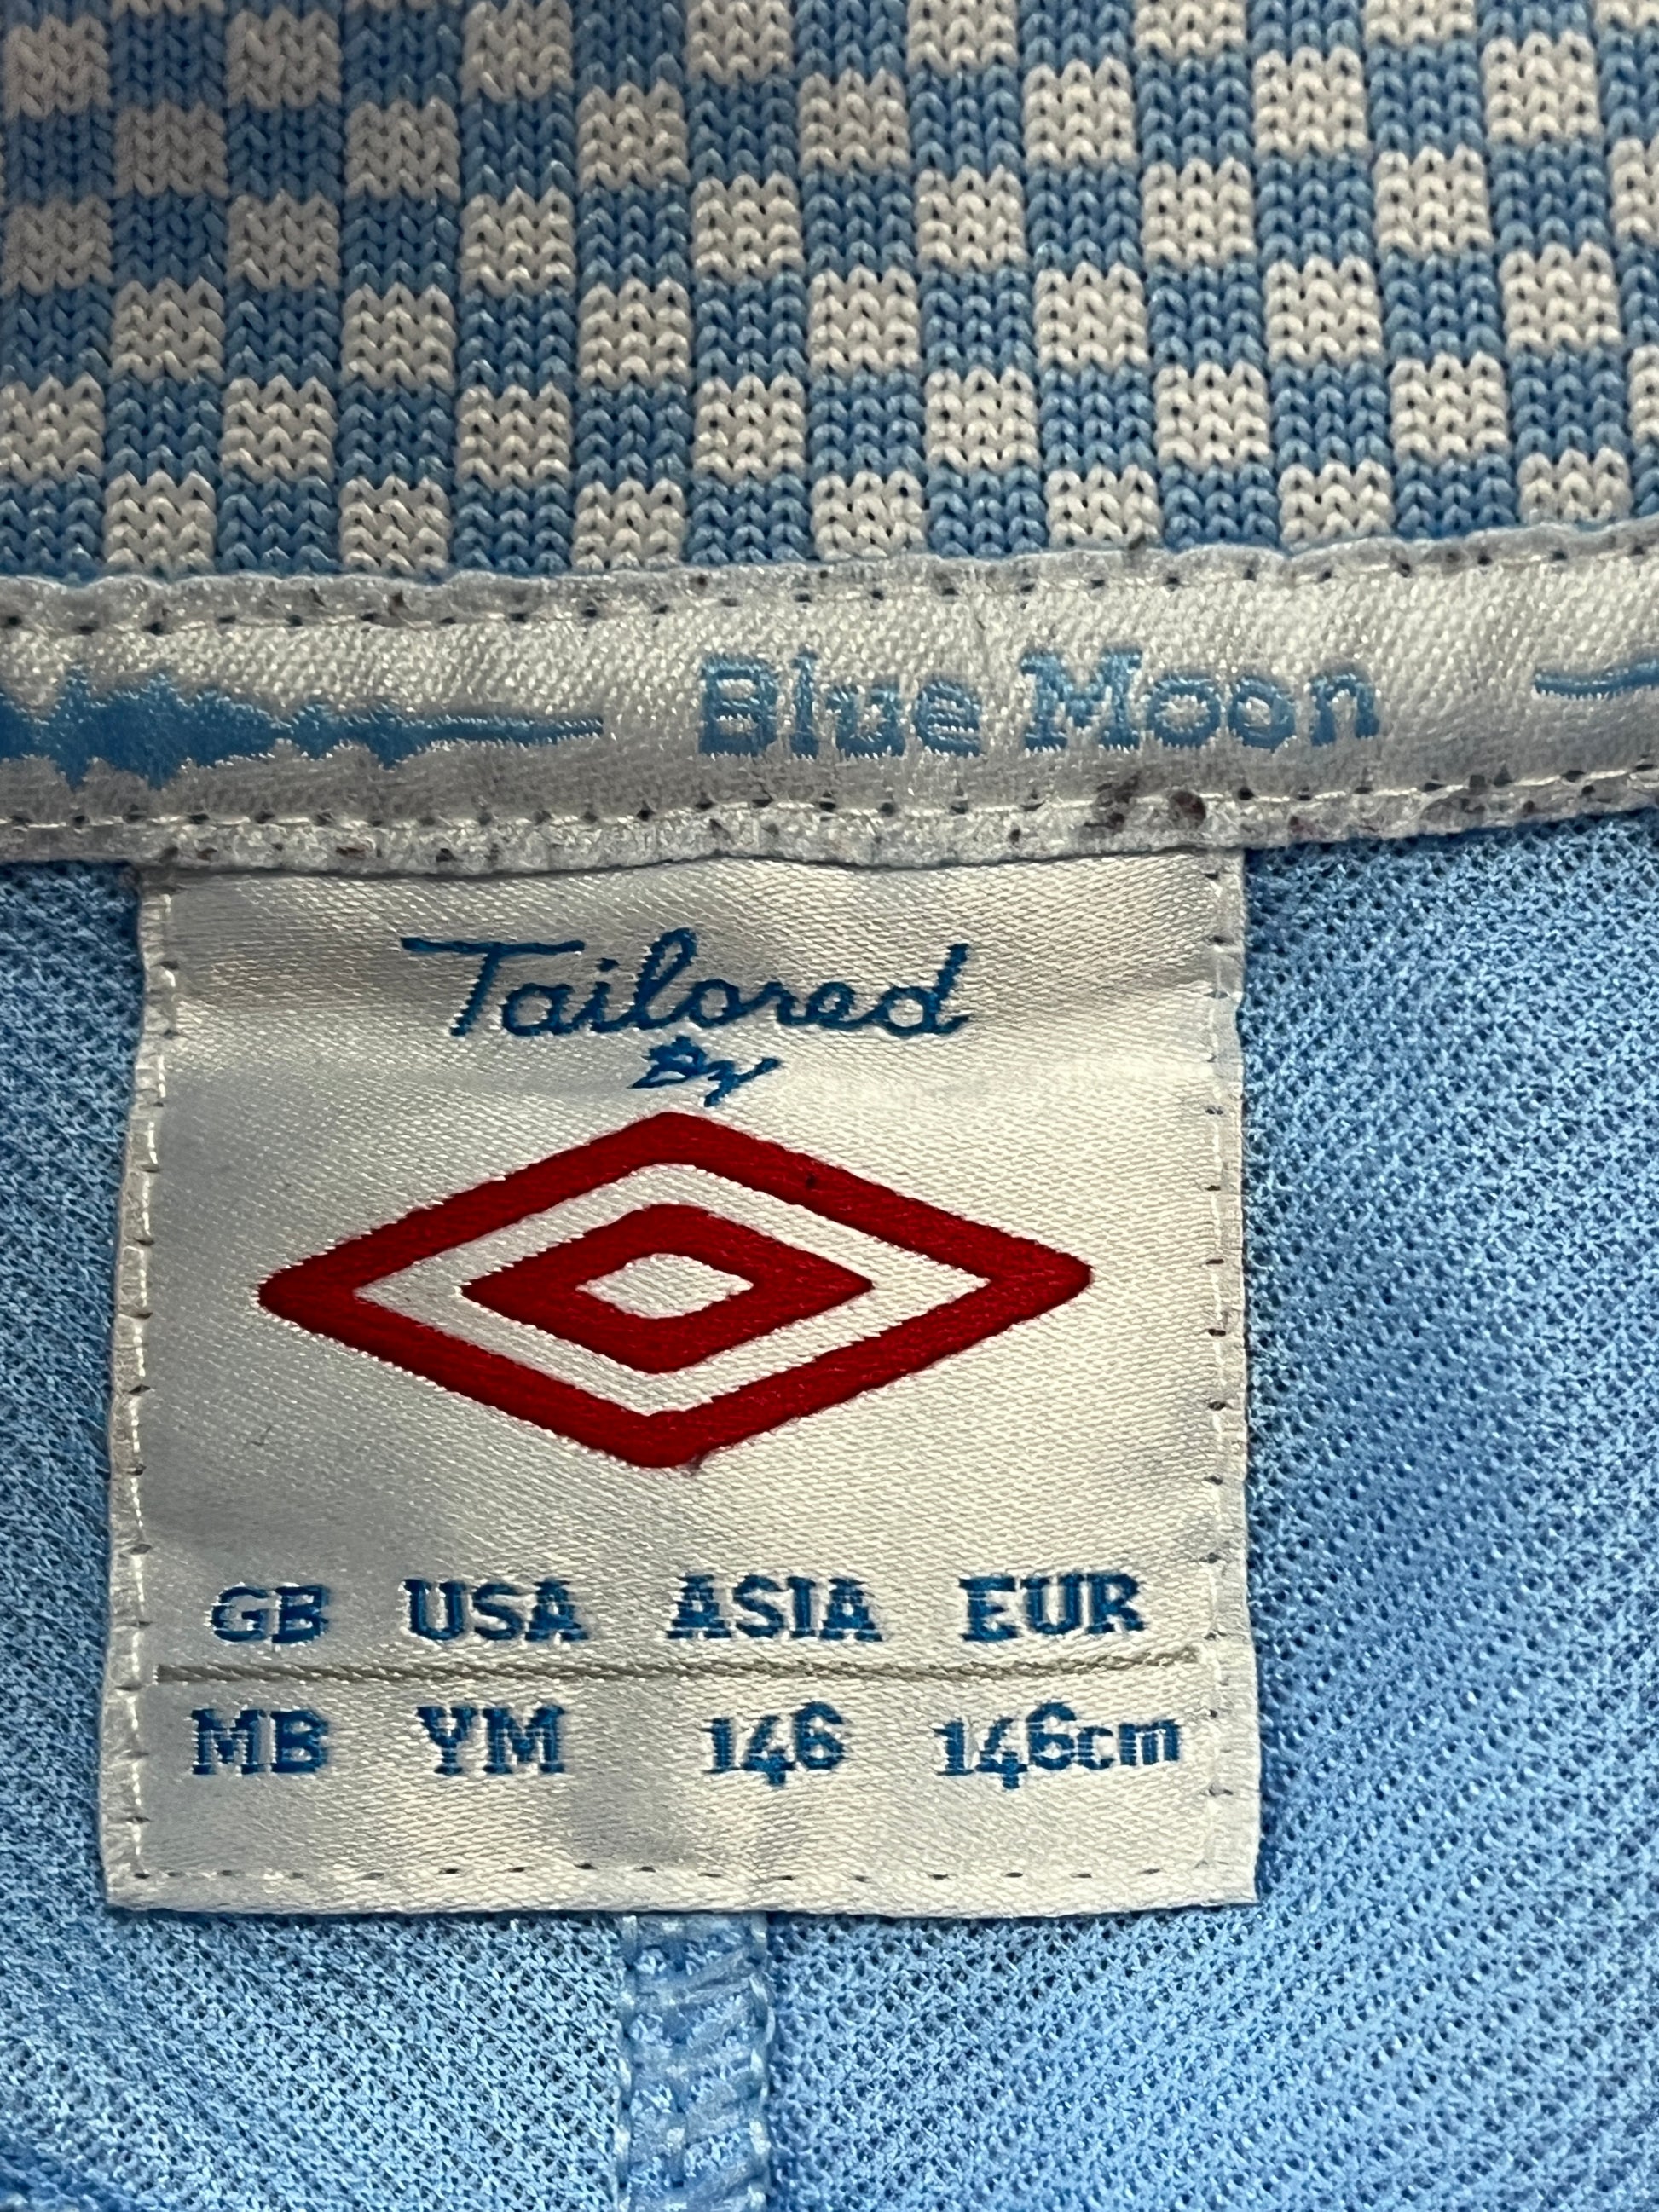 Blue Moon
Tailored
By
GB USA ASIA EUR
MB YM 146 146cm